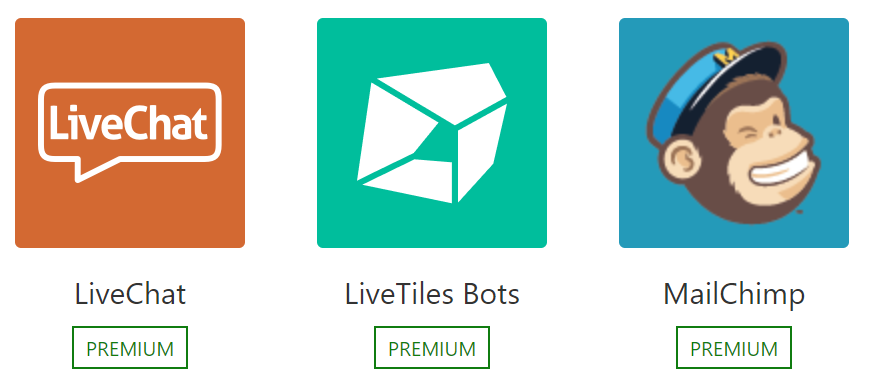 LiveChat
M
LiveChat
LiveTiles Bots
MailChimp
PREMIUM
PREMIUM
PREMIUM